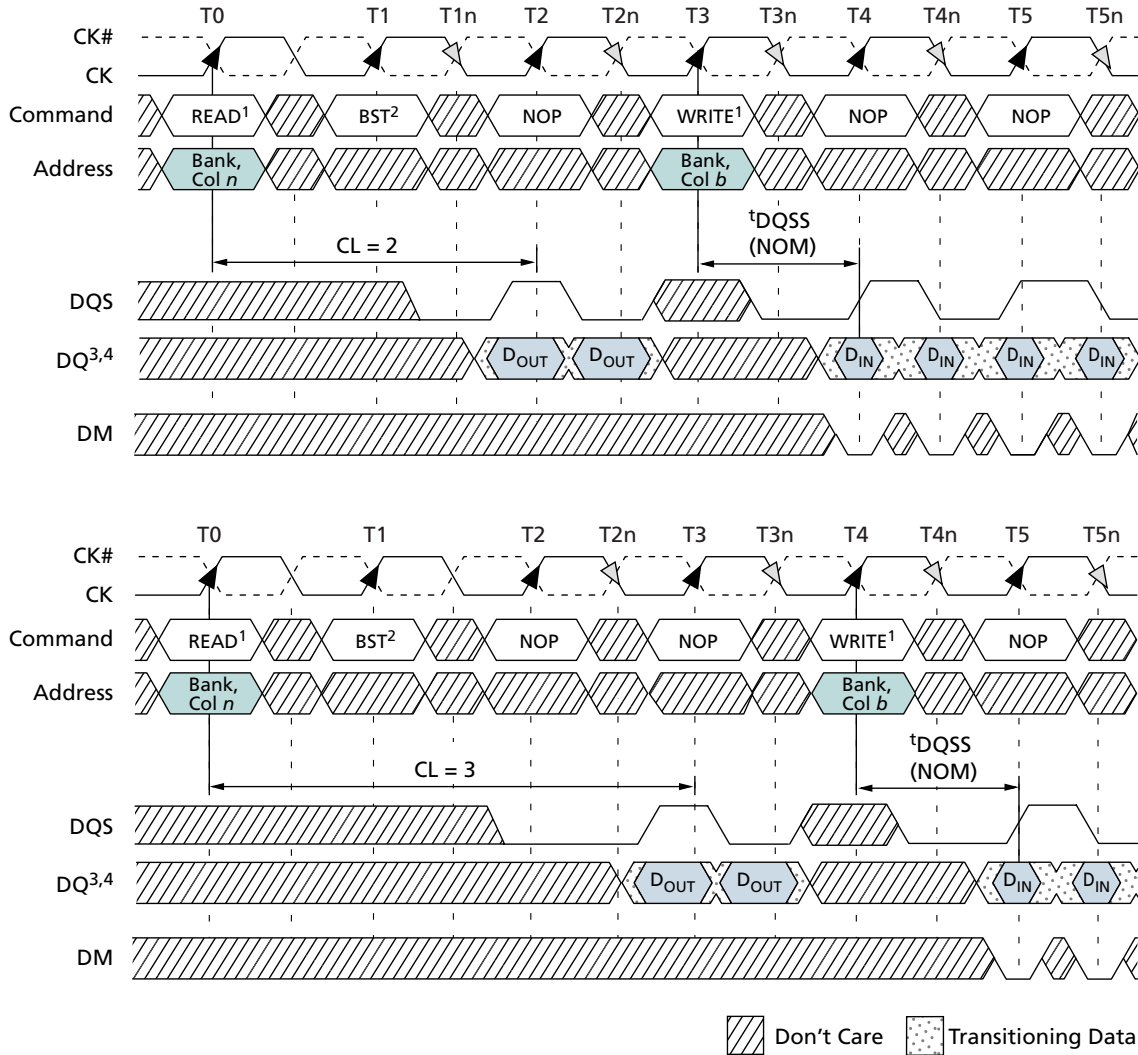 T0 T1 T1n T2 T2n T3 T3n T4 T4n T5 T5n
CK#
CK
Command READ1 BST2 NOP WRITE1 NOP NOP
Address Bank, Col n Bank, Col b
CL = 2
tDQSS
(NOM)
DQS
DQ3,4 DOUT DOUT DIN DIN DIN DIN
DM
T0 T1 T2 T2n T3 T3n T4 T4n T5 T5n
CK#
CK
Command READ1 BST2 NOP NOP WRITE1 NOP
Address Bank, Col n Bank, Col b
CL = 3
tDQSS
(NOM)
DQS
DQ3,4 DOUT DOUT DIN DIN
DM
Don't Care Transitioning Data